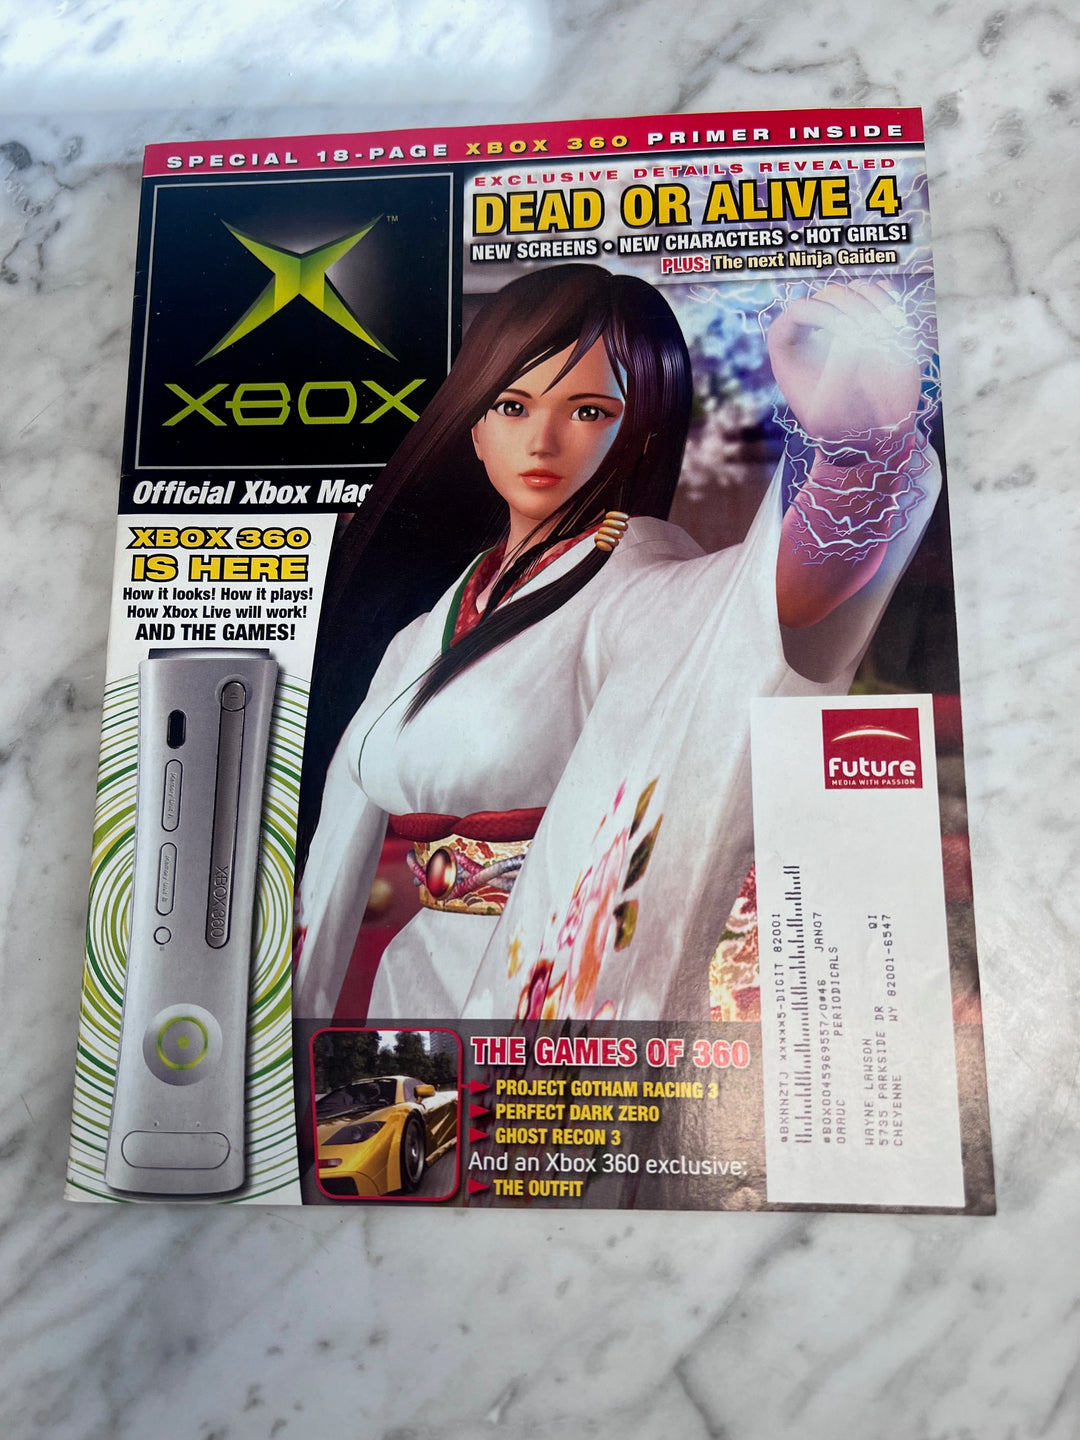 SPECIAL 18-PAGE XBOX 360 PRIMER INSIDE
EXCLUSIVE DETAILS REVEALED
DEAD OR ALIVE 4
NEW SCREENS • NEW CHARACTERS • HOT GIRLS!
PLUS: The next Ninja Gaiden
TM
XBOX
Official Xbox Mag
XBOX 360
IS HERE
How it looks! How it plays!
How Xbox Live will work!
AND THE GAMES!
XBOX 360
THE GAMES OF 360
PROJECT GOTHAM RACING 3
PERFECT DARK ZERO
GHOST RECON 3
And an Xbox 360 exclusive:
THE OUTFIT
Future
MEDIA WITH PASSION
#BXNNZTJ *****5-DIGIT 82001
#BOX0045969557/0#46 JAN07
PERIODICALS
QI
WAYNE LAWSON
5735 PARKSIDE DR
CHEYENNE WY 82001-6547